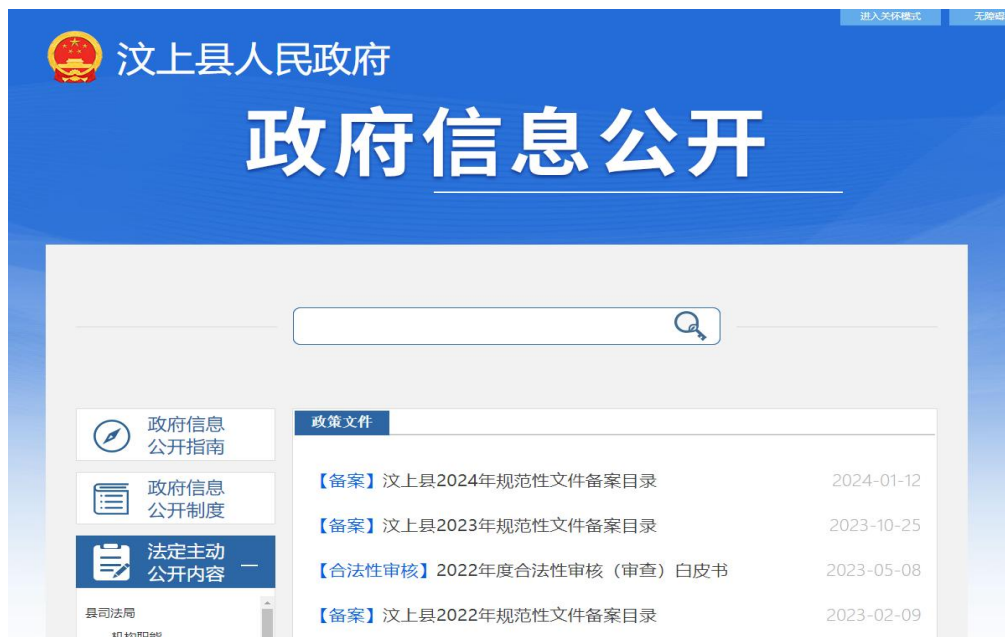 进入关怀模式
汶上县人民政府
政府信息公开
政府信息
公开指南
政府信息
公开制度
法定主动
公开内容
县司法局
机构职能
政策文件
【备案】汶上县2024年规范性文件备案目录 2024-01-12
【备案】汶上县2023年规范性文件备案目录 2023-10-25
【合法性审核】2022年度合法性审核（审查）白皮书 2023-05-08
【备案】汶上县2022年规范性文件备案目录 2023-02-09